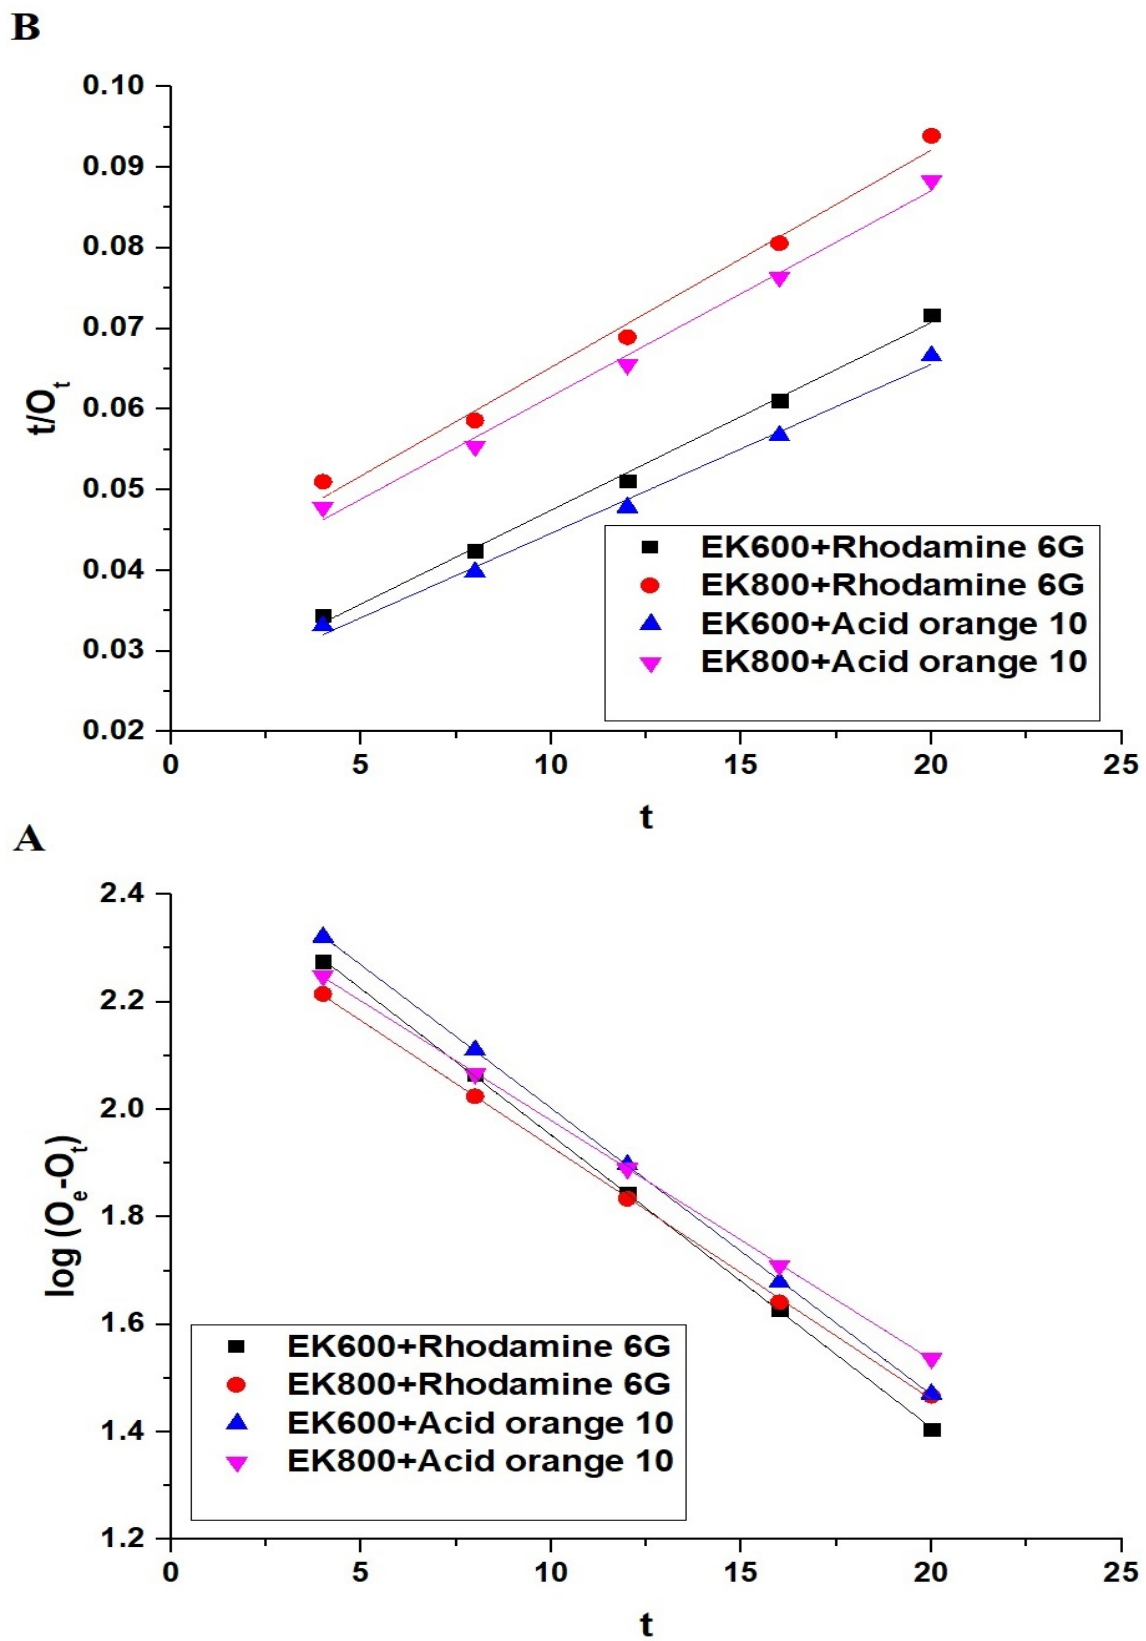 B
0.10
0.09
0.08
0.07
0.06
0.05
0.04
0.03
0.02
t/Ot
EK600+Rhodamine 6G
EK800+Rhodamine 6G
EK600+Acid orange 10
EK800+Acid orange 10
0 5 10 15 20 25
t
A
2.4
2.2
2.0
1.8
1.6
1.4
1.2
log (Oe-Ot)
EK600+Rhodamine 6G
EK800+Rhodamine 6G
EK600+Acid orange 10
EK800+Acid orange 10
0 5 10 15 20 25
t